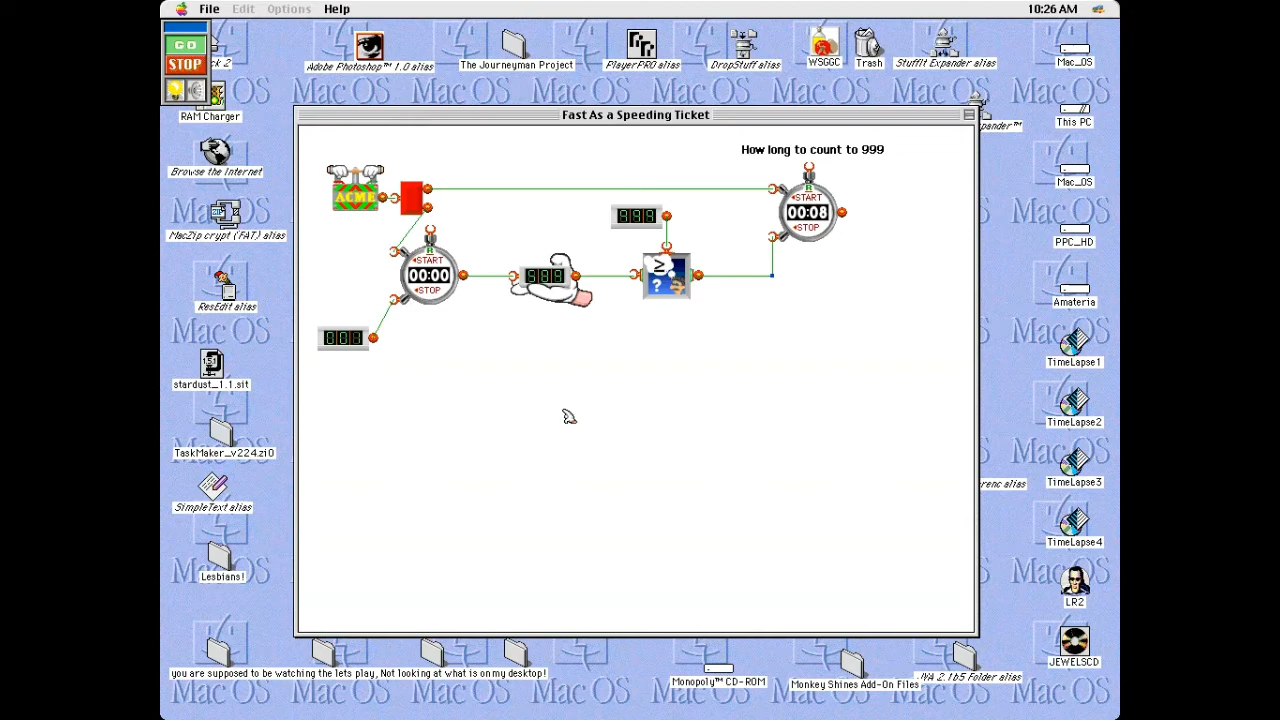 File Edit Options Help
10:26 AM
GO
STOP
RAM Charger
Browse the Internet
MacZip crypt (FAT) alias
ResEdit alias
stardust_1.1.sit
TaskMaker_v224.zi0
SimpleText alias
Lesbians!
Adobe Photoshop™ 1.0 alias
The Journeyman Project
PlayerPRO alias
DropStuff alias
WSGGC
Trash
StuffIt Expander alias
Mac_OS
This PC
Mac_OS
PPC_HD
Amateria
TimeLapse1
TimeLapse2
TimeLapse3
TimeLapse4
LR2
JEWELSCD
Fast As a Speeding Ticket
How long to count to 999
ACME
START
00:08
STOP
R
999
START
00:00
STOP
R
≥
?
001
you are supposed to be watching the lets play, Not looking at what is on my desktop!
Monopoly™ CD-ROM
Monkey Shines Add-On Files
Mac OS